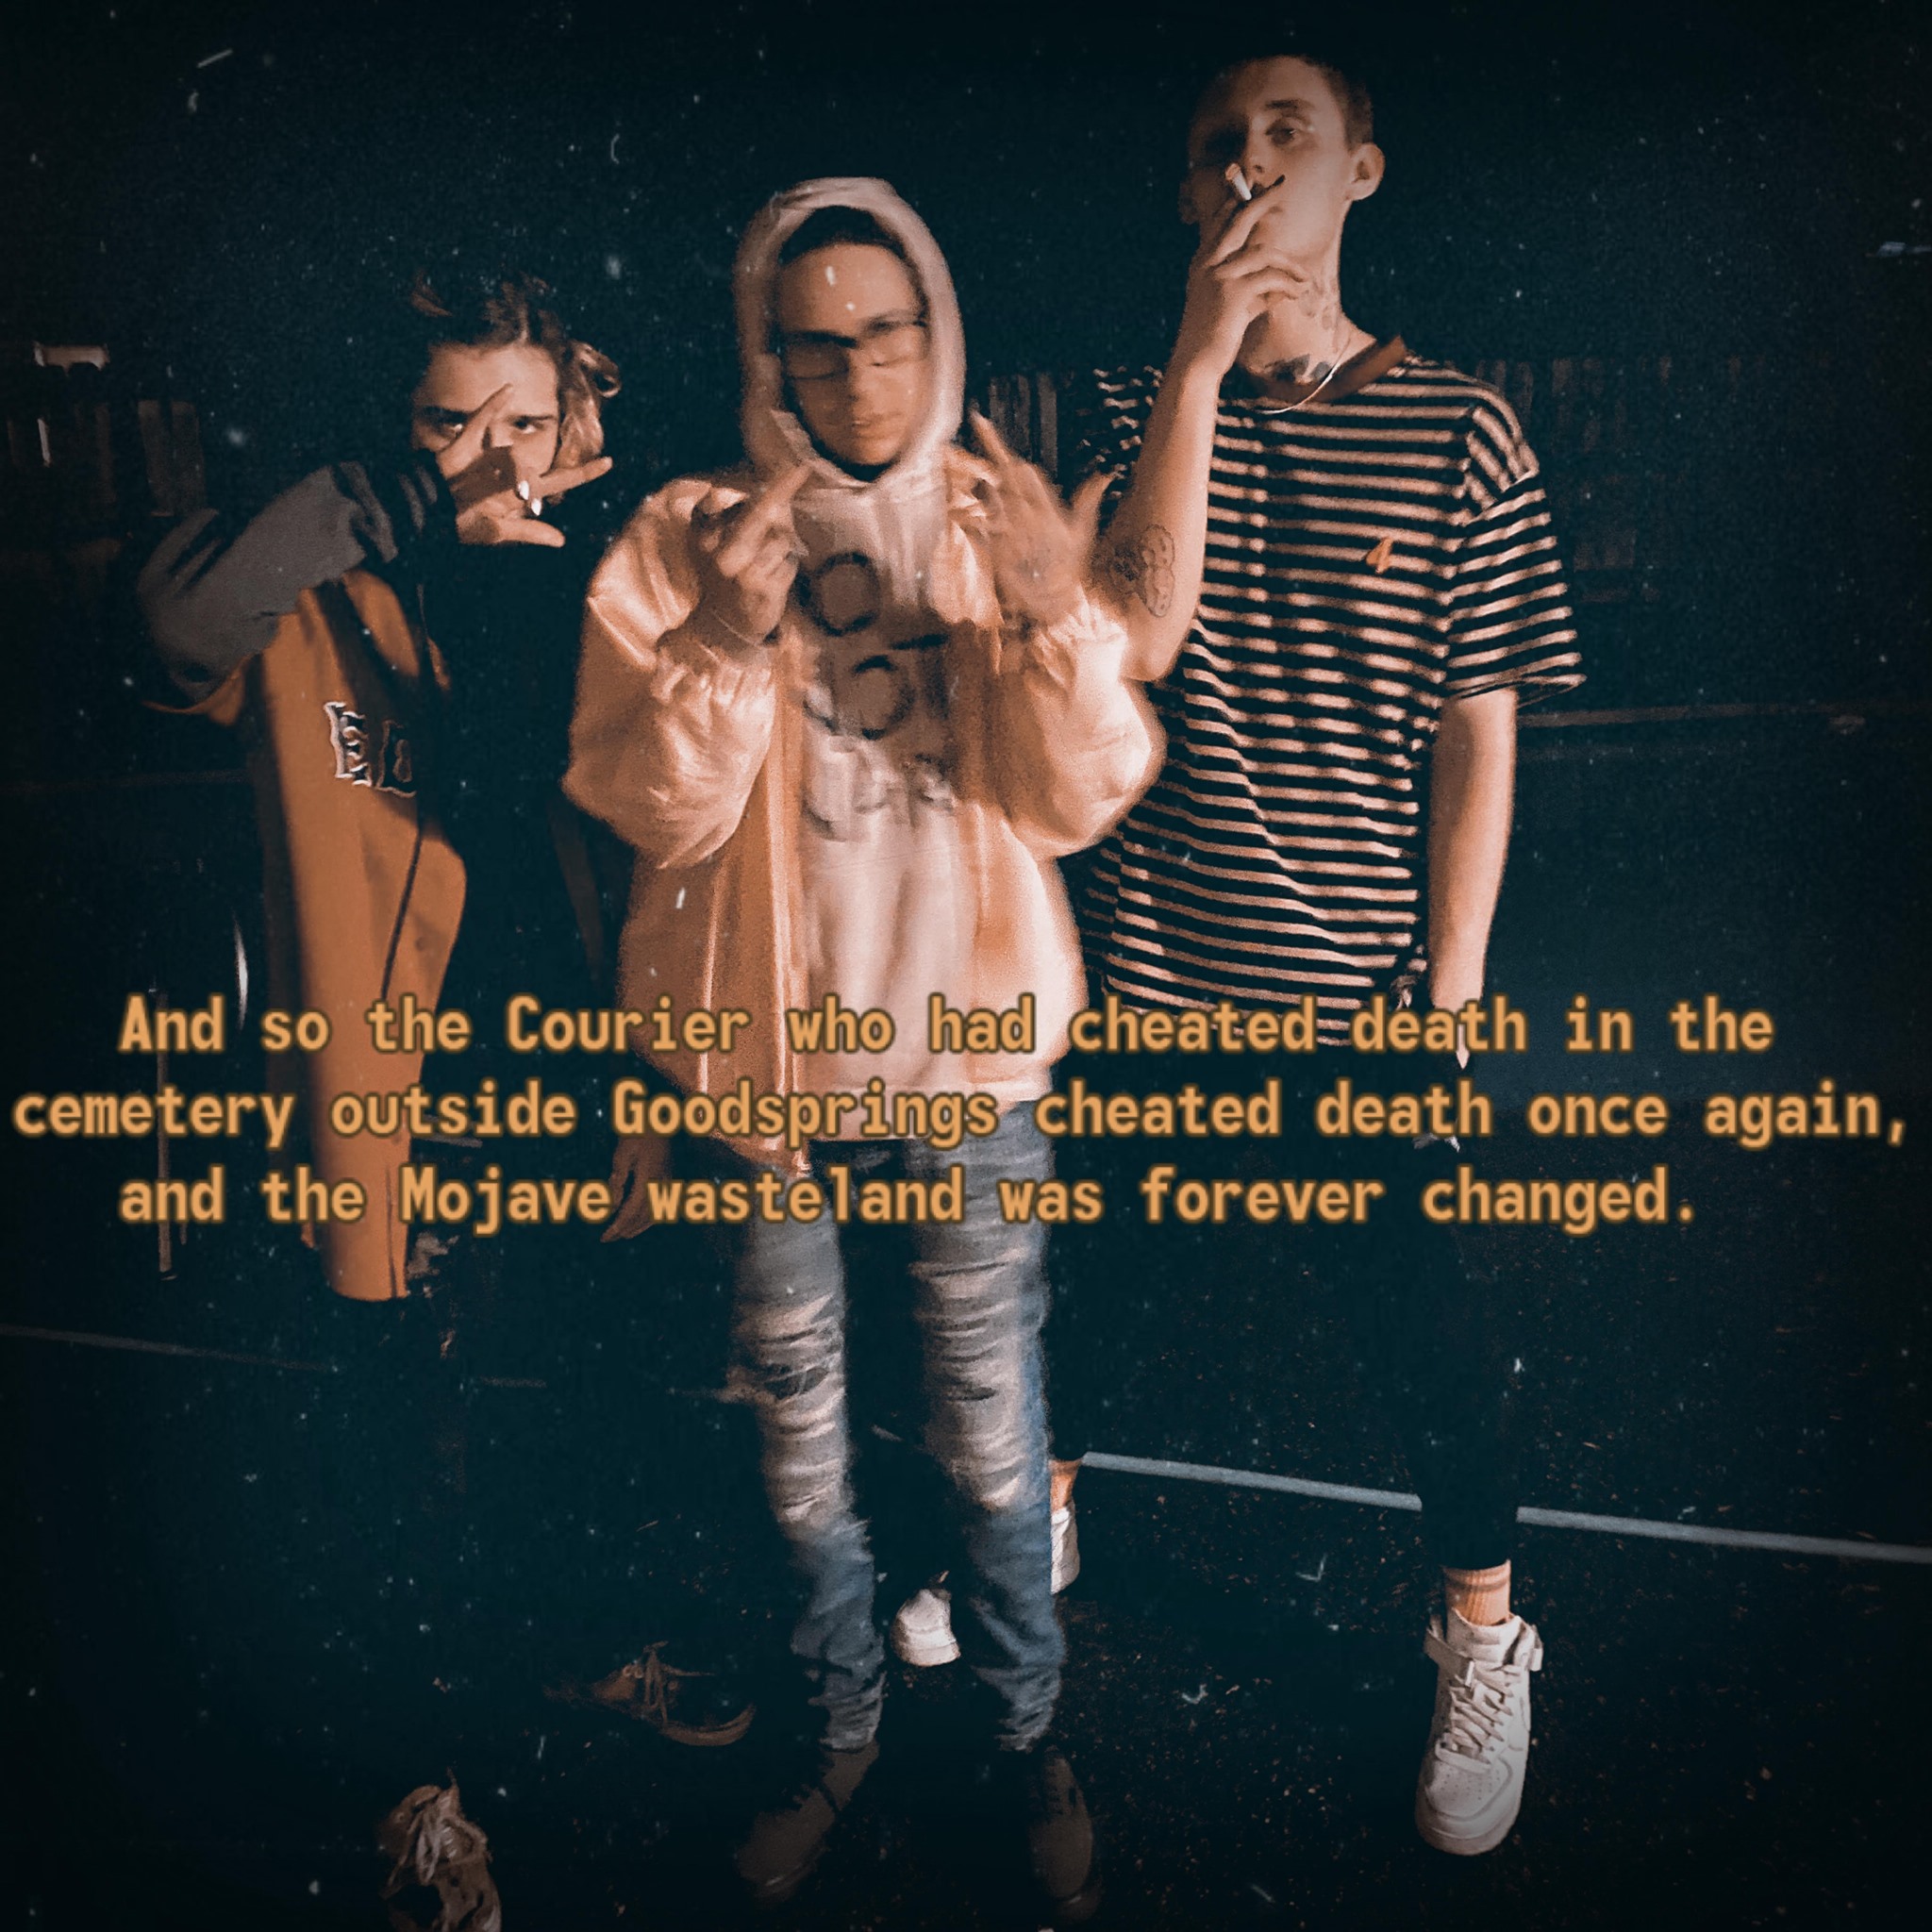 And so the Courier who had cheated death in the
cemetery outside Goodsprings cheated death once again,
and the Mojave wasteland was forever changed.